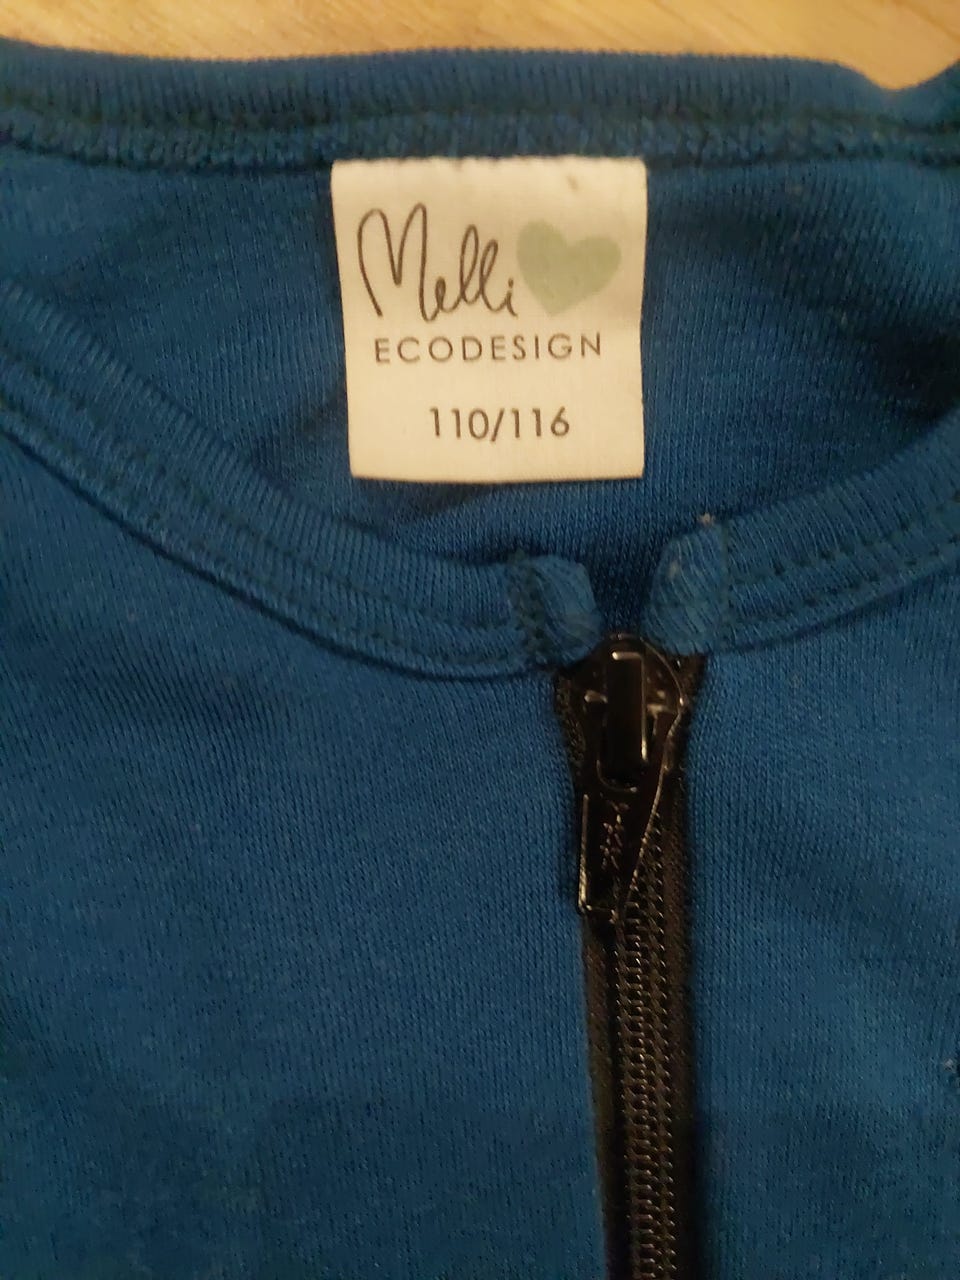 Melli
ECODESIGN
110/116